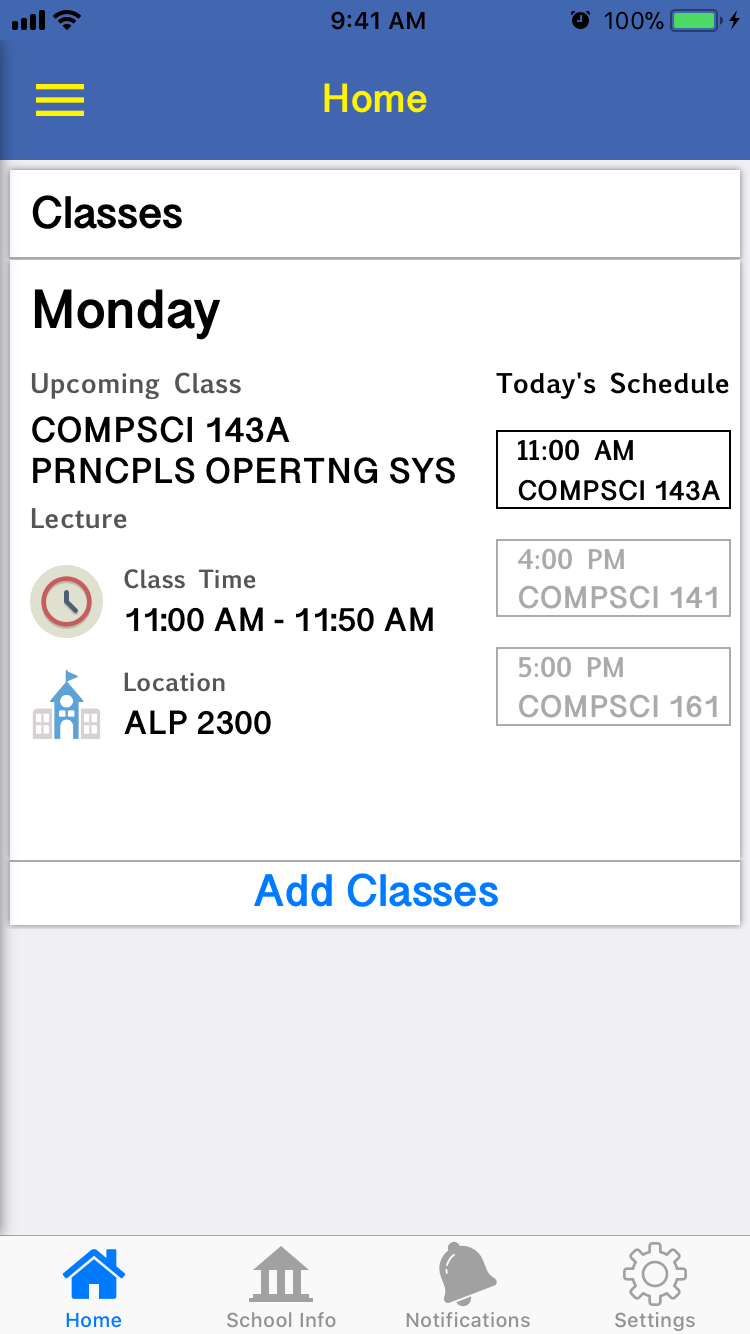 9:41 AM 100%
Home
Classes
Monday
Upcoming Class
COMPSCI 143A
PRNCPLS OPERTNG SYS
Lecture
Class Time
11:00 AM - 11:50 AM
Location
ALP 2300
Today's Schedule
11:00 AM
COMPSCI 143A
4:00 PM
COMPSCI 141
5:00 PM
COMPSCI 161
Add Classes
Home School Info Notifications Settings